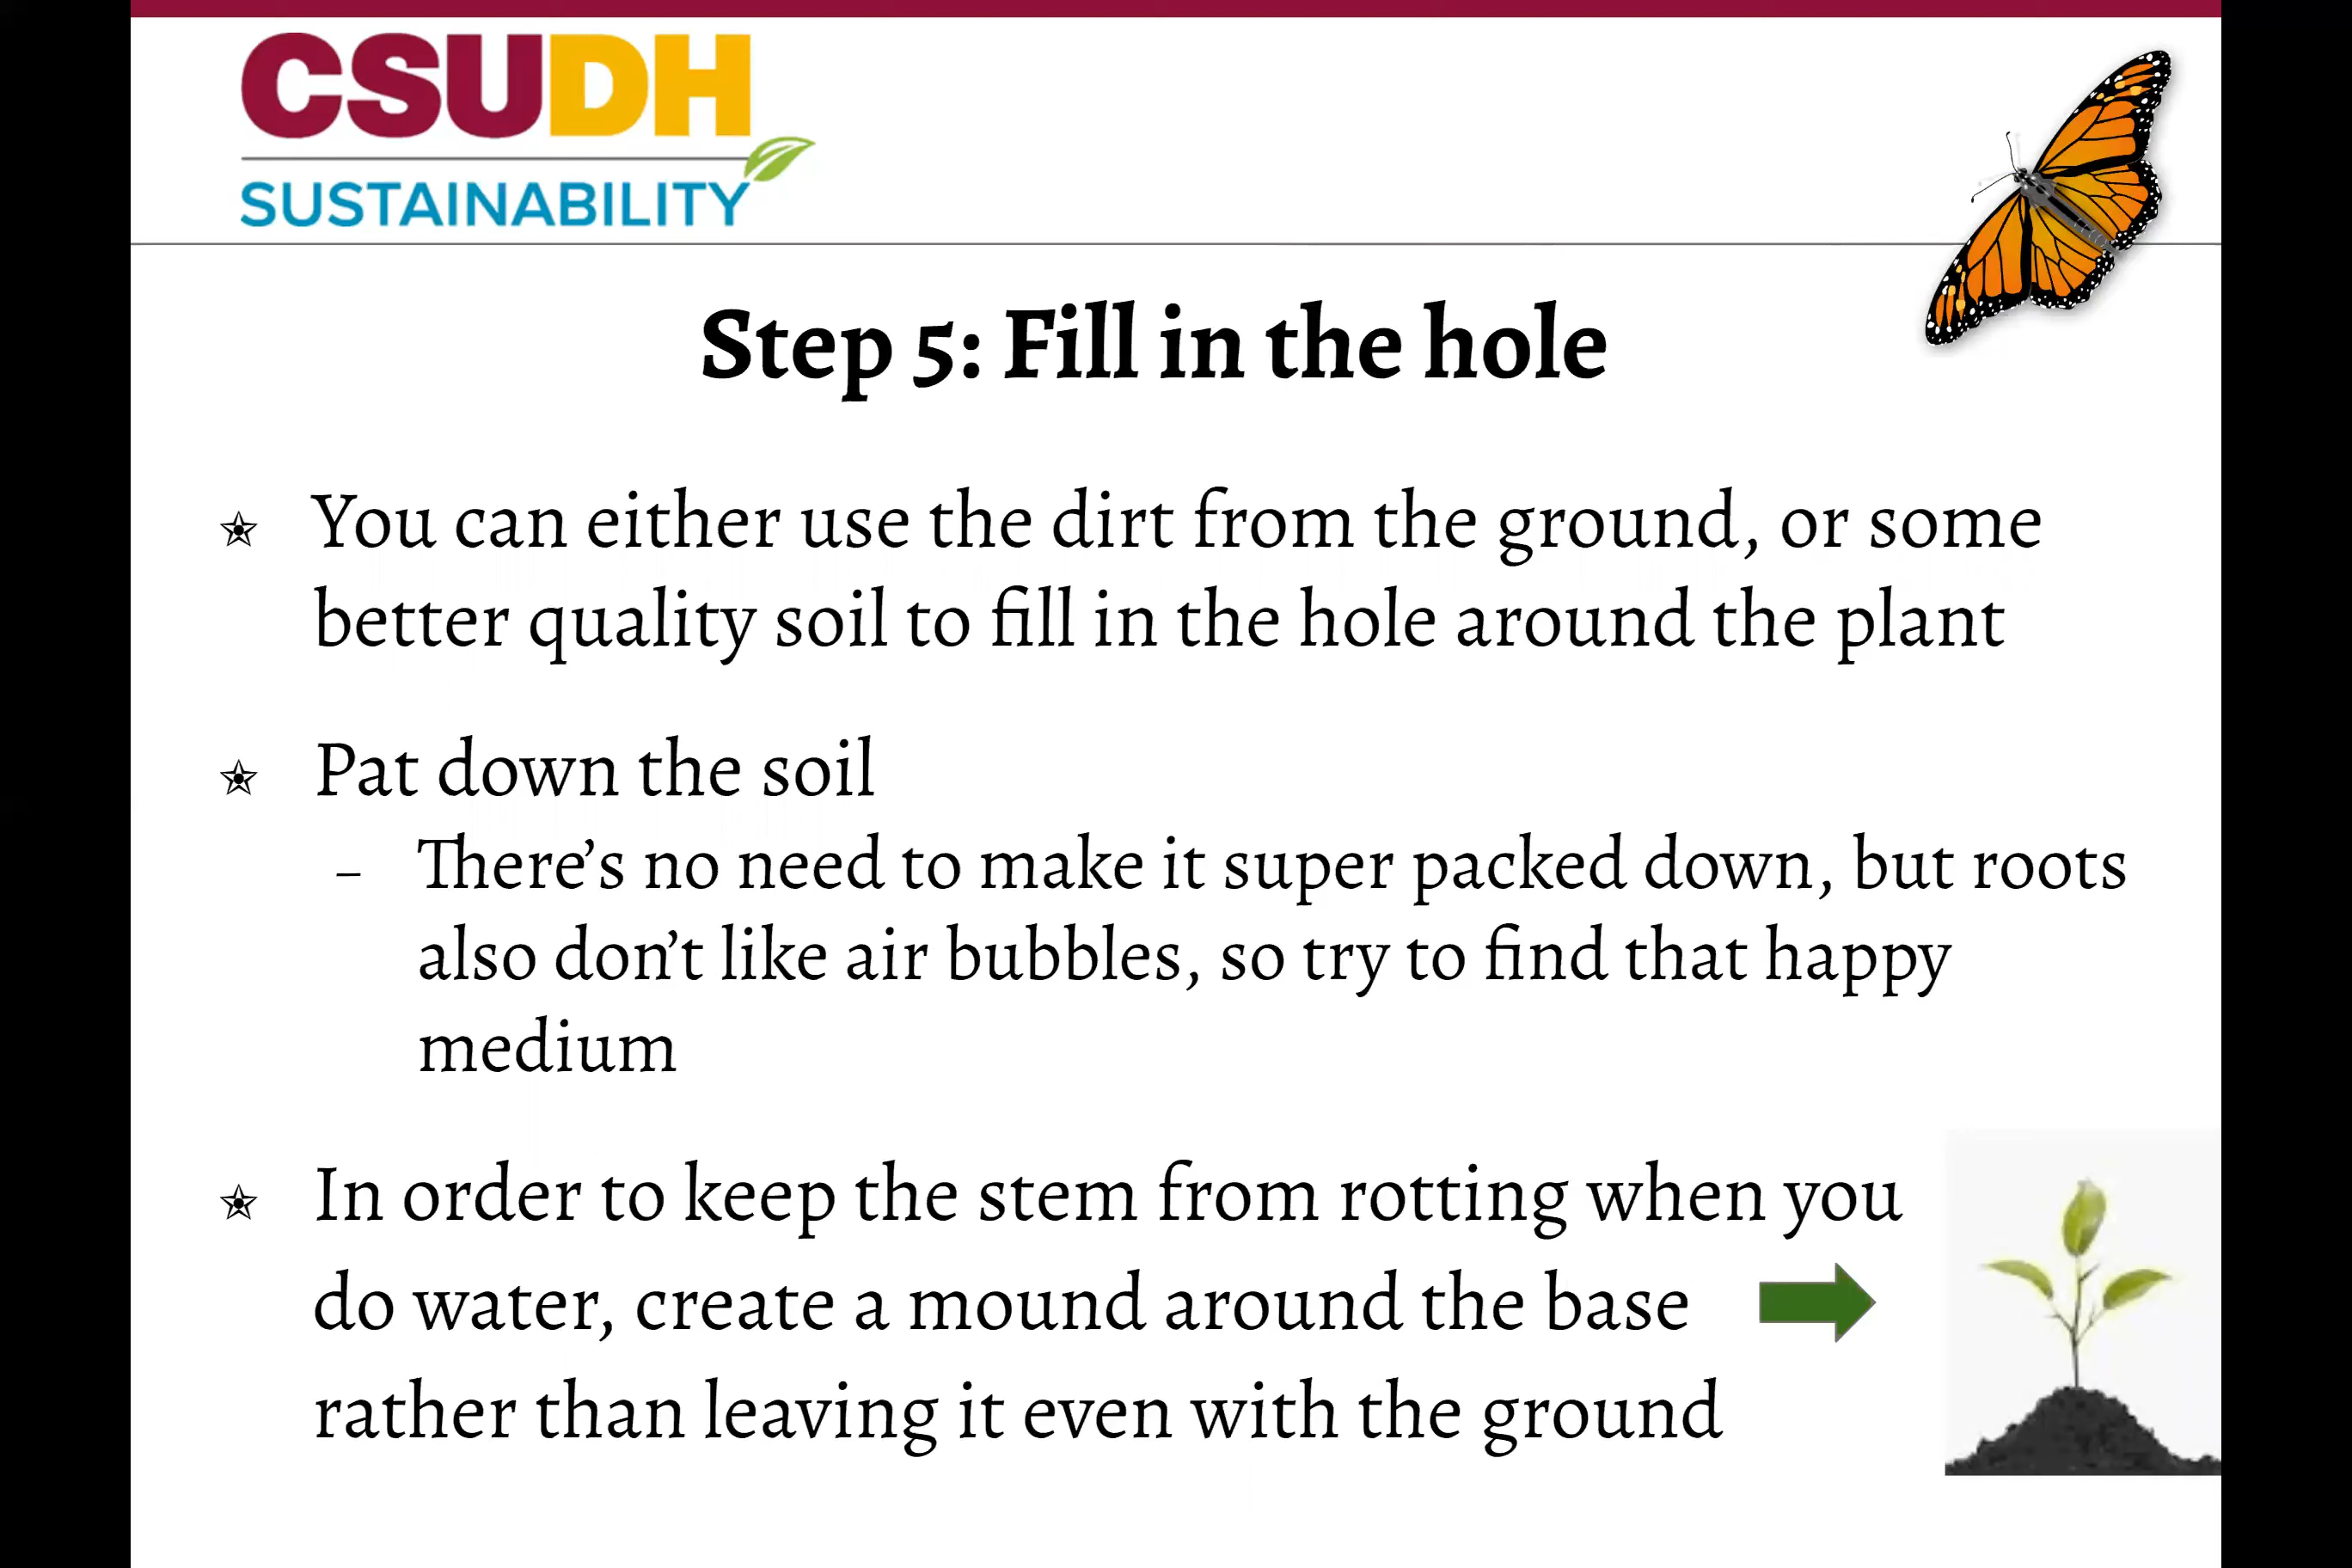 CSUDH
SUSTAINABILITY
Step 5: Fill in the hole
You can either use the dirt from the ground, or some
better quality soil to fill in the hole around the plant
Pat down the soil
– There’s no need to make it super packed down, but roots
also don’t like air bubbles, so try to find that happy
medium
In order to keep the stem from rotting when you
do water, create a mound around the base
rather than leaving it even with the ground